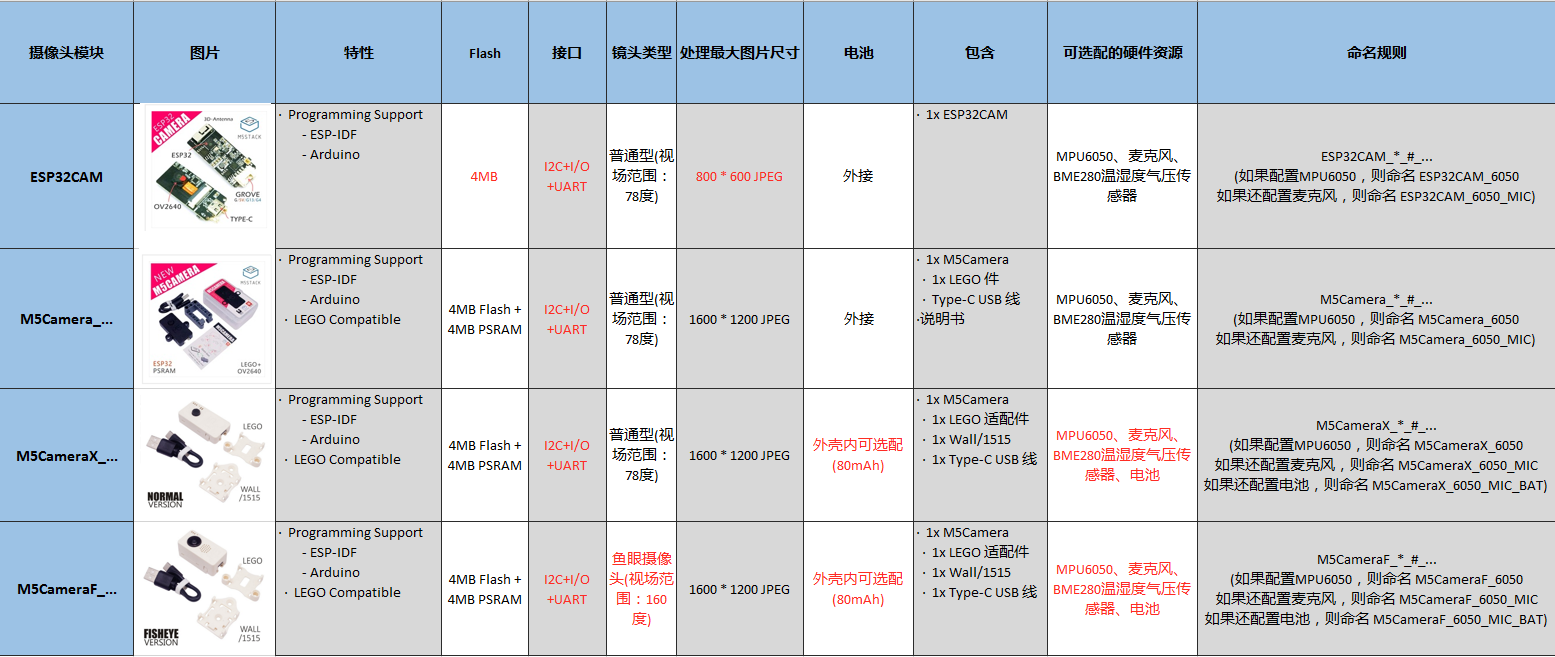 摄像头模块
图片
特性
Flash
接口
镜头类型
处理最大图片尺寸
电池
包含
可选配的硬件资源
命名规则
ESP32CAM
ESP32
CAMERA
3D-Antenna
M5STACK
ESP32
OV2640
GROVE
TYPE-C
· Programming Support
- ESP-IDF
- Arduino
4MB
I2C+I/O
+UART
普通型(视
场范围：
78度)
800 * 600 JPEG
外接
· 1x ESP32CAM
MPU6050、麦克风、
BME280温湿度气压传
感器
ESP32CAM_*_#_...
(如果配置MPU6050，则命名 ESP32CAM_6050
如果还配置麦克风，则命名 ESP32CAM_6050_MIC)
M5Camera_...
NEW
M5CAMERA
M5STACK
ESP32
PSRAM
LEGO+
OV2640
· Programming Support
- ESP-IDF
- Arduino
· LEGO Compatible
4MB Flash +
4MB PSRAM
I2C+I/O
+UART
普通型(视
场范围：
78度)
1600 * 1200 JPEG
外接
· 1x M5Camera
· 1x LEGO 件
· Type-C USB 线
·说明书
MPU6050、麦克风、
BME280温湿度气压传
感器
M5Camera_*_#_...
(如果配置MPU6050，则命名 M5Camera_6050
如果还配置麦克风，则命名 M5Camera_6050_MIC)
M5CameraX_...
LEGO
WALL
/1515
NORMAL
VERSION
· Programming Support
- ESP-IDF
- Arduino
· LEGO Compatible
4MB Flash +
4MB PSRAM
I2C+I/O
+UART
普通型(视
场范围：
78度)
1600 * 1200 JPEG
外壳内可选配
(80mAh)
· 1x M5Camera
· 1x LEGO 适配件
· 1x Wall/1515
· 1x Type-C USB 线
MPU6050、麦克风、
BME280温湿度气压传
感器、电池
M5CameraX_*_#_...
(如果配置MPU6050，则命名 M5CameraX_6050
如果还配置麦克风，则命名 M5CameraX_6050_MIC
如果还配置电池，则命名 M5CameraX_6050_MIC_BAT)
M5CameraF_...
LEGO
WALL
/1515
FISHEYE
VERSION
· Programming Support
- ESP-IDF
- Arduino
· LEGO Compatible
4MB Flash +
4MB PSRAM
I2C+I/O
+UART
鱼眼摄像
头(视场范
围：160
度)
1600 * 1200 JPEG
外壳内可选配
(80mAh)
· 1x M5Camera
· 1x LEGO 适配件
· 1x Wall/1515
· 1x Type-C USB 线
MPU6050、麦克风、
BME280温湿度气压传
感器、电池
M5CameraF_*_#_...
(如果配置MPU6050，则命名 M5CameraF_6050
如果还配置麦克风，则命名 M5CameraF_6050_MIC
如果还配置电池，则命名 M5CameraF_6050_MIC_BAT)